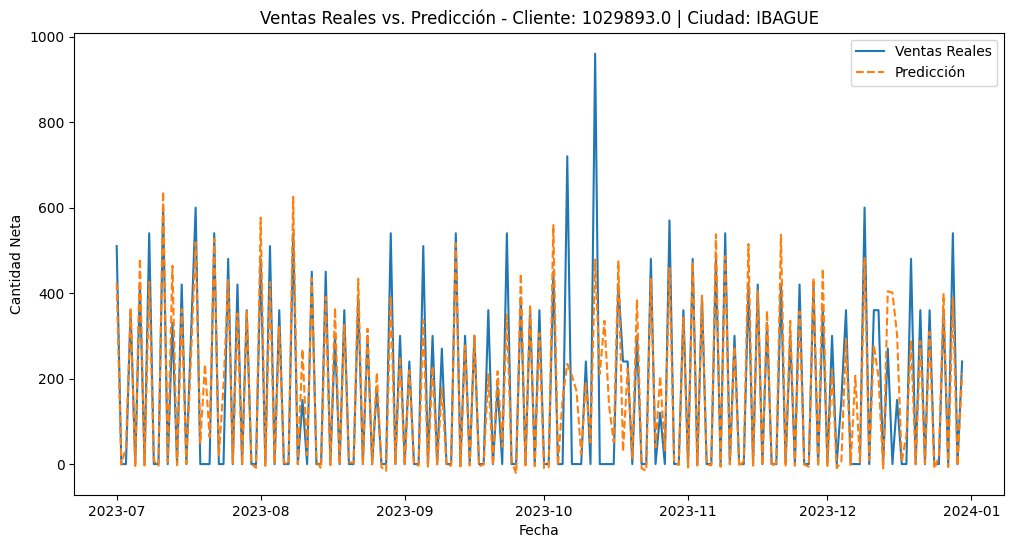 Ventas Reales vs. Predicción - Cliente: 1029893.0 | Ciudad: IBAGUE
Ventas Reales
Predicción
Cantidad Neta
1000
800
600
400
200
0
2023-07
2023-08
2023-09
2023-10
2023-11
2023-12
2024-01
Fecha